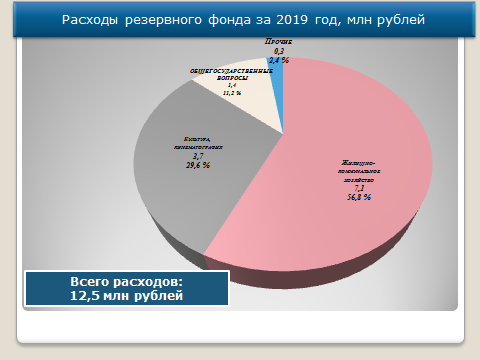 Расходы резервного фонда за 2019 год, млн рублей
Прочие
0,3
2,4 %
ОБЩЕГОСУДАРСТВЕННЫЕ
ВОПРОСЫ
1,4
11,2 %
Культура,
кинематография
3,7
29,6 %
Жилищно-
коммунальное
хозяйство
7,1
56,8 %
Всего расходов:
12,5 млн рублей